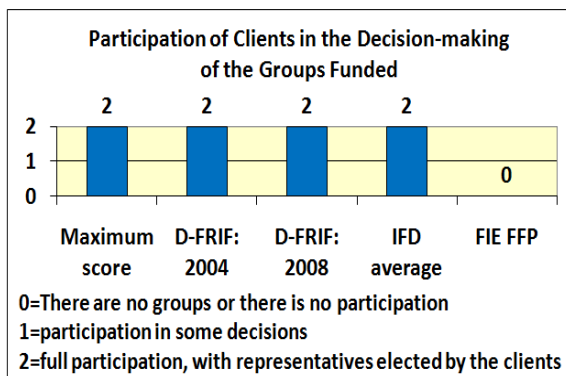 Participation of Clients in the Decision-making
of the Groups Funded
2 2 2 2
2
1
0
0
Maximum score D-FRIF: 2004 D-FRIF: 2008 IFD average FIE FFP
0=There are no groups or there is no participation
1=participation in some decisions
2=full participation, with representatives elected by the clients